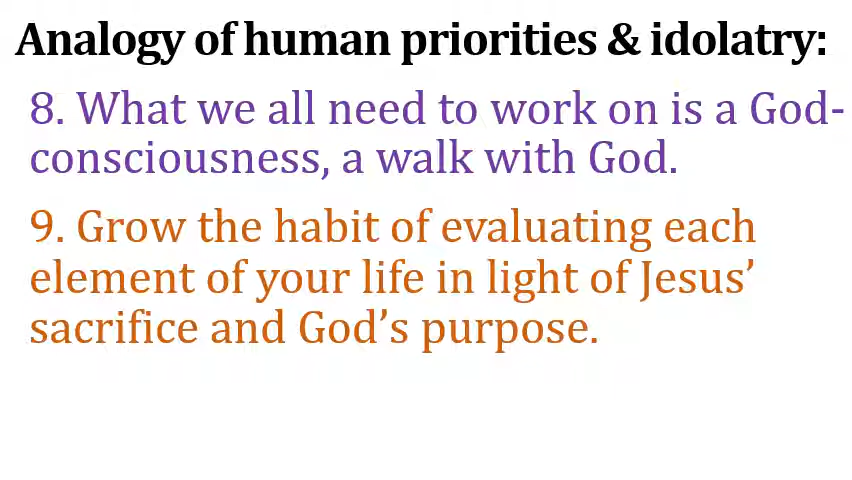 Analogy of human priorities & idolatry:
8. What we all need to work on is a God-
consciousness, a walk with God.
9. Grow the habit of evaluating each
element of your life in light of Jesus’
sacrifice and God’s purpose.